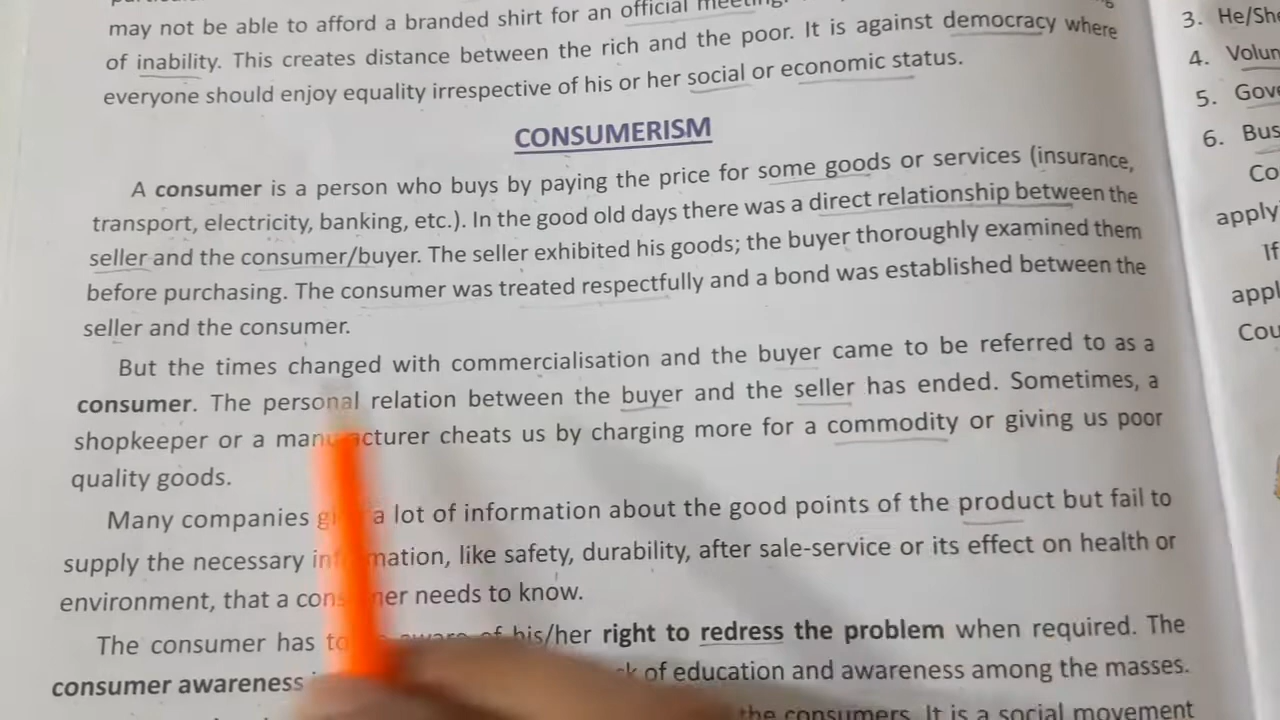 may not be able to afford a branded shirt for an official meeting
of inability. This creates distance between the rich and the poor. It is against democracy where
everyone should enjoy equality irrespective of his or her social or economic status.
CONSUMERISM
A consumer is a person who buys by paying the price for some goods or services (insurance,
transport, electricity, banking, etc.). In the good old days there was a direct relationship between the
seller and the consumer/buyer. The seller exhibited his goods; the buyer thoroughly examined them
before purchasing. The consumer was treated respectfully and a bond was established between the
seller and the consumer.
But the times changed with commercialisation and the buyer came to be referred to as a
consumer. The personal relation between the buyer and the seller has ended. Sometimes, a
shopkeeper or a manufacturer cheats us by charging more for a commodity or giving us poor
quality goods.
Many companies a lot of information about the good points of the product but fail to
supply the necessary information, like safety, durability, after sale-service or its effect on health or
environment, that a consumer needs to know.
The consumer has to aware of his/her right to redress the problem when required. The
consumer awareness of education and awareness among the masses.
the consumers. It is a social movement
3. He/She
4.
5.
6.
Co
apply
If
appl
Cou